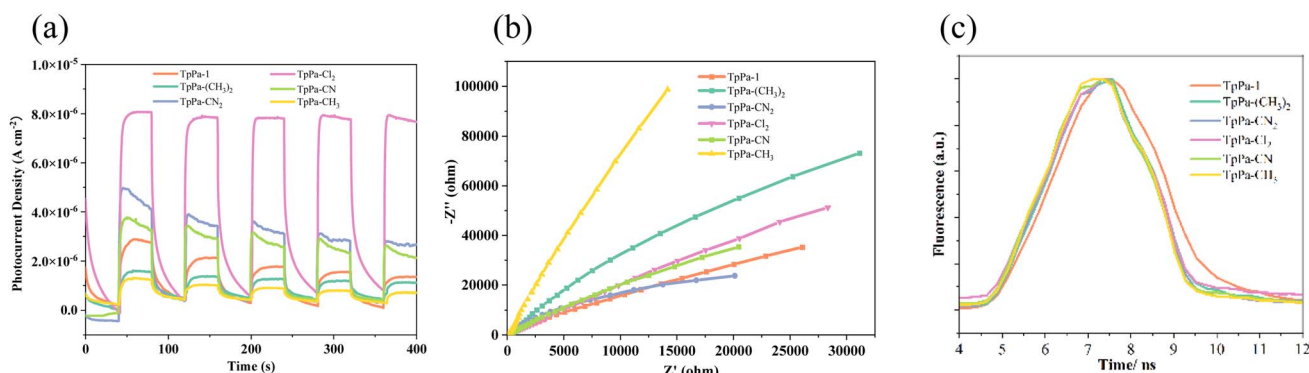 (a)
1.0×10⁻⁵
8.0×10⁻⁶
6.0×10⁻⁶
4.0×10⁻⁶
2.0×10⁻⁶
0.0
Photocurrent Density (A cm⁻²)
TpPa-1
TpPa-(CH₃)₂
TpPa-CN₂
TpPa-Cl₂
TpPa-CN
TpPa-CH₃
0 100 200 300 400
Time (s)
(b)
100000
80000
60000
40000
20000
0
-Z'' (ohm)
TpPa-1
TpPa-(CH₃)₂
TpPa-CN₂
TpPa-Cl₂
TpPa-CN
TpPa-CH₃
0 5000 10000 15000 20000 25000 30000
Z' (ohm)
(c)
Fluorescence (a.u.)
TpPa-1
TpPa-(CH₃)₂
TpPa-CN₂
TpPa-Cl₂
TpPa-CN
TpPa-CH₃
4 5 6 7 8 9 10 11 12
Time/ ns